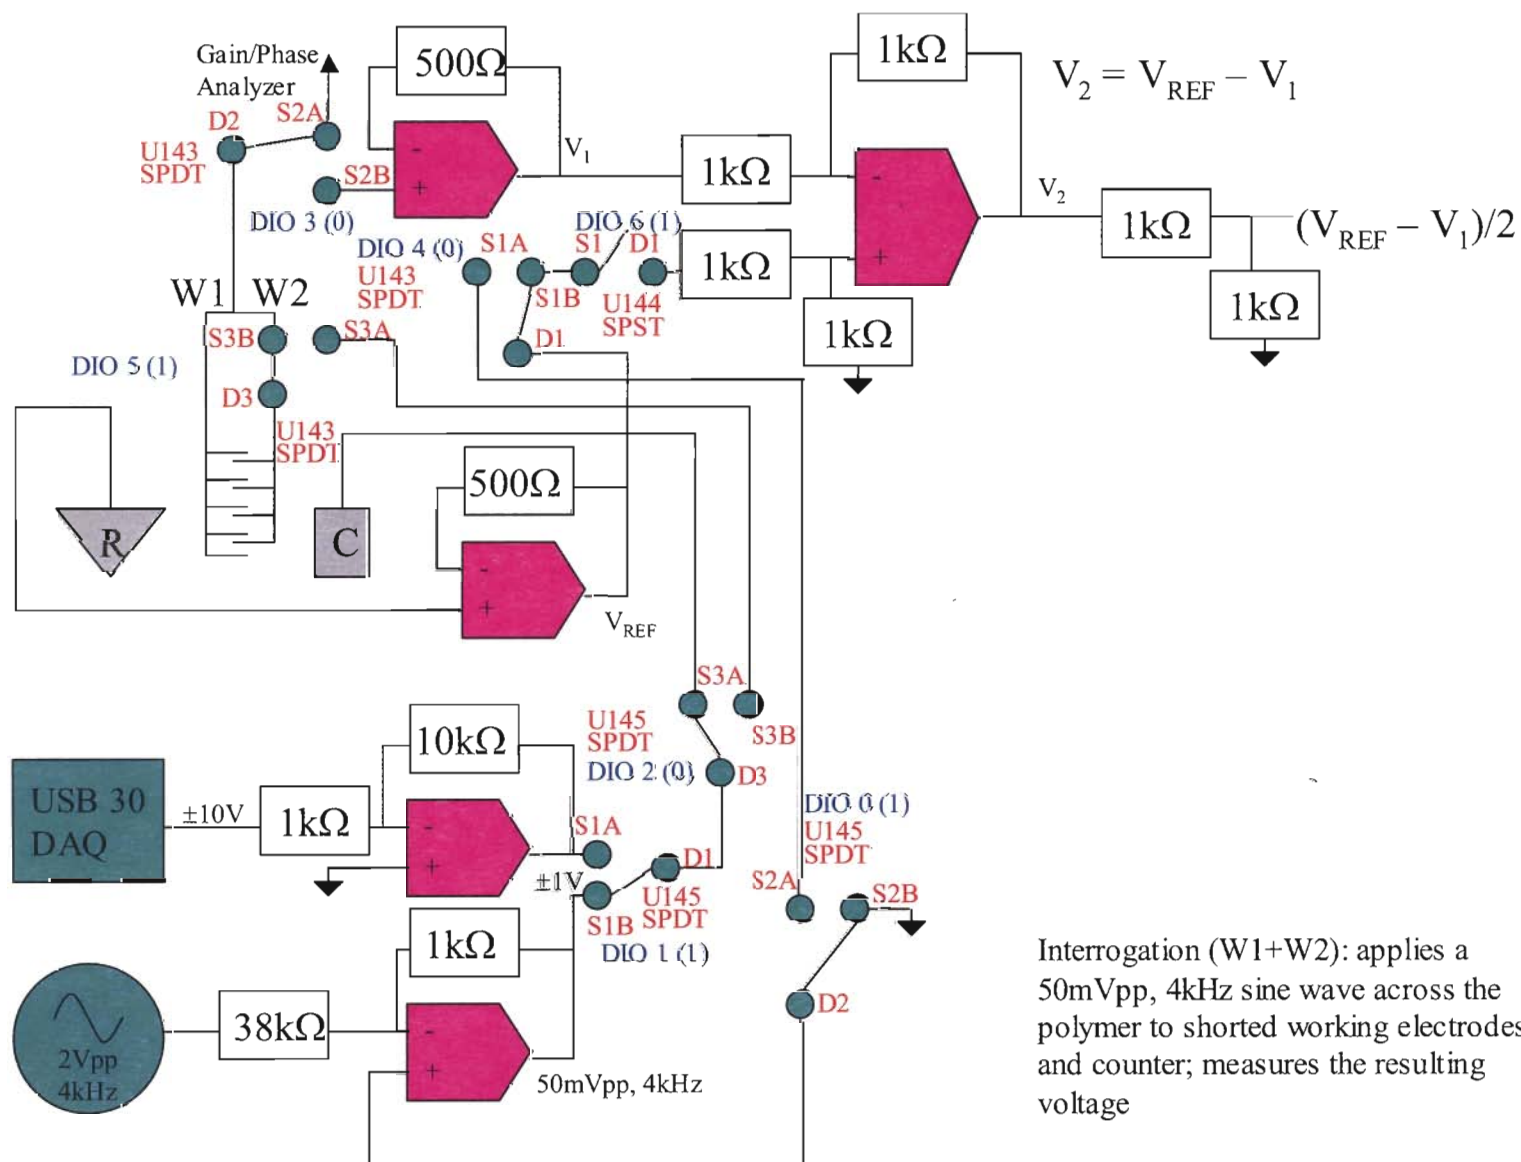 Gain/Phase
Analyzer
S2A
D2
U143
SPDT
S2B
DIO 3 (0)
500Ω
-
+
V1
1kΩ
1kΩ
-
+
V2
V2 = VREF – V1
1kΩ
(VREF – V1)/2
1kΩ
DIO 4 (0)
U143
SPDT
S1A
S1B
D1
DIO 6 (1)
S1
D1
U144
SPST
1kΩ
1kΩ
W1
W2
S3B
S3A
DIO 5 (1)
D3
U143
SPDT
R
C
500Ω
-
+
VREF
S3A
U145
SPDT
S3B
DIO 2 (0)
D3
USB 30
DAQ
±10V
1kΩ
10kΩ
-
+
S1A
D1
±1V
U145
SPDT
S1B
DIO 1 (1)
DIO 0 (1)
U145
SPDT
S2A
S2B
D2
2Vpp
4kHz
38kΩ
1kΩ
-
+
50mVpp, 4kHz
Interrogation (W1+W2): applies a
50mVpp, 4kHz sine wave across the
polymer to shorted working electrodes
and counter; measures the resulting
voltage